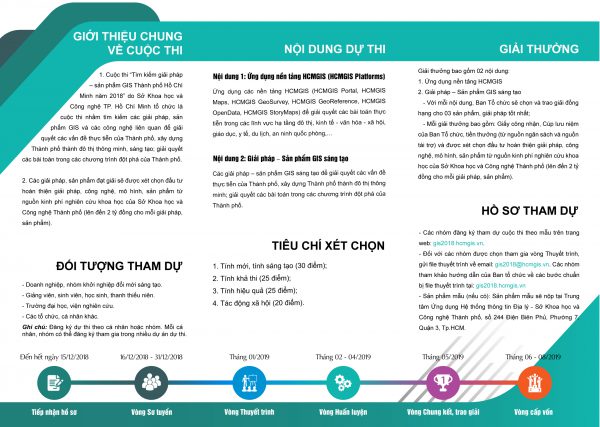 GIỚI THIỆU CHUNG
VỀ CUỘC THI
1. Cuộc thi "Tìm kiếm giải pháp
– sản phẩm GIS Thành phố Hồ Chí
Minh năm 2018" do Sở Khoa học và
Công nghệ TP. Hồ Chí Minh tổ chức là
cuộc thi nhằm tìm kiếm các giải pháp, sản
phẩm GIS và các công nghệ liên quan để giải
quyết các vấn đề thực tiễn của Thành phố, xây dựng
Thành phố thành đô thị thông minh, sáng tạo; giải quyết
các bài toán trong các chương trình đột phá của Thành phố.
2. Các giải pháp, sản phẩm đạt giải sẽ được xét chọn đầu tư
hoàn thiện giải pháp, công nghệ, mô hình, sản phẩm từ
nguồn kinh phí nghiên cứu khoa học của Sở Khoa học và
Công nghệ Thành phố (lên đến 2 tỷ đồng cho mỗi giải pháp,
sản phẩm).
ĐỐI TƯỢNG THAM DỰ
- Doanh nghiệp, nhóm khởi nghiệp đổi mới sáng tạo.
- Giảng viên, sinh viên, học sinh, thanh thiếu niên.
- Trường đại học, viện nghiên cứu.
- Các tổ chức, cá nhân khác.
Ghi chú: Đăng ký dự thi theo cá nhân hoặc nhóm. Mỗi cá
nhân, nhóm có thể đăng ký tham gia trong nhiều dự án dự thi.
NỘI DUNG DỰ THI
Nội dung 1: Ứng dụng nền tảng HCMGIS (HCMGIS Platforms)
Ứng dụng các nền tảng HCMGIS (HCMGIS Portal, HCMGIS
Maps, HCMGIS GeoSurvey, HCMGIS GeoReference, HCMGIS
OpenData, HCMGIS StoryMaps) để giải quyết các bài toán thực
tiễn trong các lĩnh vực hạ tầng đô thị, kinh tế - văn hóa - xã hội,
giáo dục, y tế, du lịch, an ninh quốc phòng,...
Nội dung 2: Giải pháp – Sản phẩm GIS sáng tạo
Các giải pháp – sản phẩm GIS sáng tạo để giải quyết các vấn đề
thực tiễn của Thành phố, xây dựng Thành phố thành đô thị thông
minh; giải quyết các bài toán trong các chương trình đột phá của
Thành phố.
TIÊU CHÍ XÉT CHỌN
1. Tính mới, tính sáng tạo (30 điểm);
2. Tính khả thi (25 điểm);
3. Tính hiệu quả (25 điểm);
4. Tác động xã hội (20 điểm).
GIẢI THƯỞNG
Giải thưởng bao gồm 02 nội dung:
1. Ứng dụng nền tảng HCMGIS
2. Giải pháp – Sản phẩm GIS sáng tạo
- Với mỗi nội dung, Ban Tổ chức sẽ chọn và trao giải đồng
hạng cho 03 sản phẩm, giải pháp tốt nhất;
- Mỗi giải thưởng bao gồm: Giấy công nhận, Cúp lưu niệm
của Ban Tổ chức, tiền thưởng (từ nguồn ngân sách và nguồn
tài trợ) và được xét chọn đầu tư hoàn thiện giải pháp, công
nghệ, mô hình, sản phẩm từ nguồn kinh phí nghiên cứu khoa
học của Sở Khoa học và Công nghệ Thành phố (lên đến 2 tỷ
đồng cho mỗi giải pháp, sản phẩm).
HỒ SƠ THAM DỰ
- Các nhóm đăng ký tham dự cuộc thi theo mẫu trên trang
web: gis2018.hcmgis.vn.
- Đối với các nhóm được chọn tham gia vòng Thuyết trình,
gửi file thuyết trình về email: gis2018@hcmgis.vn. Các nhóm
tham khảo hướng dẫn của Ban Tổ chức về các bước chuẩn
bị file thuyết trình tại: gis2018.hcmgis.vn
- Sản phẩm mẫu (nếu có): Sản phẩm mẫu sẽ nộp tại Trung
tâm Ứng dụng Hệ thống thông tin Địa lý - Sở Khoa học và
Công nghệ Thành phố, số 244 Điện Biên Phủ, Phường 7,
Quận 3, Tp.HCM.
Đến hết ngày 15/12/2018
16/12/2018 - 31/12/2018
Tháng 01/2019
Tháng 02 - 04/2019
Tháng 05/2019
Tháng 06 - 08/2019
Tiếp nhận hồ sơ
Vòng Sơ tuyển
Vòng Thuyết trình
Vòng Huấn luyện
Vòng Chung kết, trao giải
Vòng cấp vốn